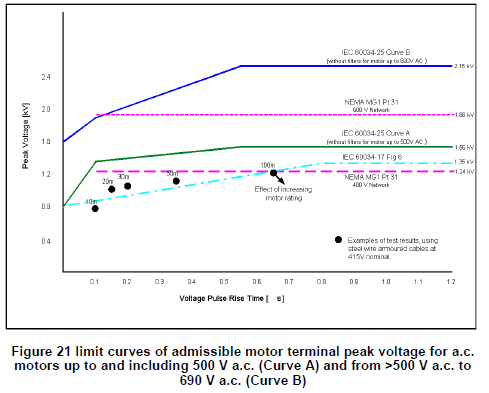 IEC 60034-25 Curve B
(without filters for motor up to 690V AC )
2.15 kV
2.4
2.0
NEMA MG1 Pt 31
600 V Network
1.86 kV
1.6
IEC 60034-25 Curve A
(without filters for motor up to 500V AC )
1.56 kV
IEC 60034-17 Fig 6
1.35 kV
1.24 kV
NEMA MG1 Pt 31
400 V Network
Peak Voltage [kV]
1.2
0.8
0.4
20m
30m
50m
100m
Effect of increasing
motor rating
Examples of test results, using
steel wire armoured cables at
415V nominal.
0.1 0.2 0.3 0.4 0.5 0.6 0.7 0.8 0.9 1.0 1.1 1.2
Voltage Pulse Rise Time [ s]
Figure 21 limit curves of admissible motor terminal peak voltage for a.c.
motors up to and including 500 V a.c. (Curve A) and from >500 V a.c. to
690 V a.c. (Curve B)